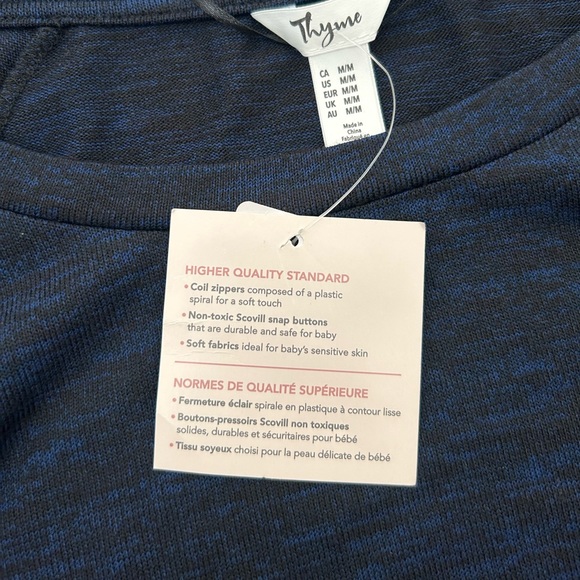 Thyme
CA M/M
US M/M
EUR M/M
UK M/M
AU M/M
Made in
China
Fabriqué en
HIGHER QUALITY STANDARD
• Coil zippers composed of a plastic
spiral for a soft touch
• Non-toxic Scovill snap buttons
that are durable and safe for baby
• Soft fabrics ideal for baby's sensitive skin
NORMES DE QUALITÉ SUPÉRIEURE
• Fermeture éclair spirale en plastique à contour lisse
• Boutons-pressoirs Scovill non toxiques
solides, durables et sécuritaires pour bébé
• Tissu soyeux choisi pour la peau délicate de bébé